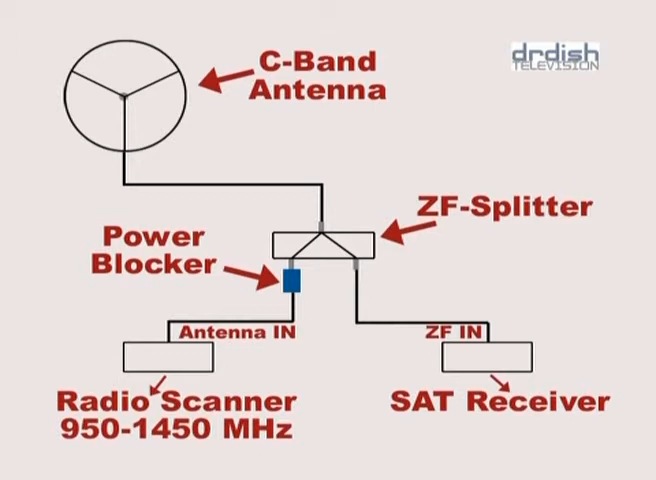 C-Band
Antenna
drdish
TELEVISION
ZF-Splitter
Power
Blocker
Antenna IN
ZF IN
Radio Scanner
950-1450 MHz
SAT Receiver